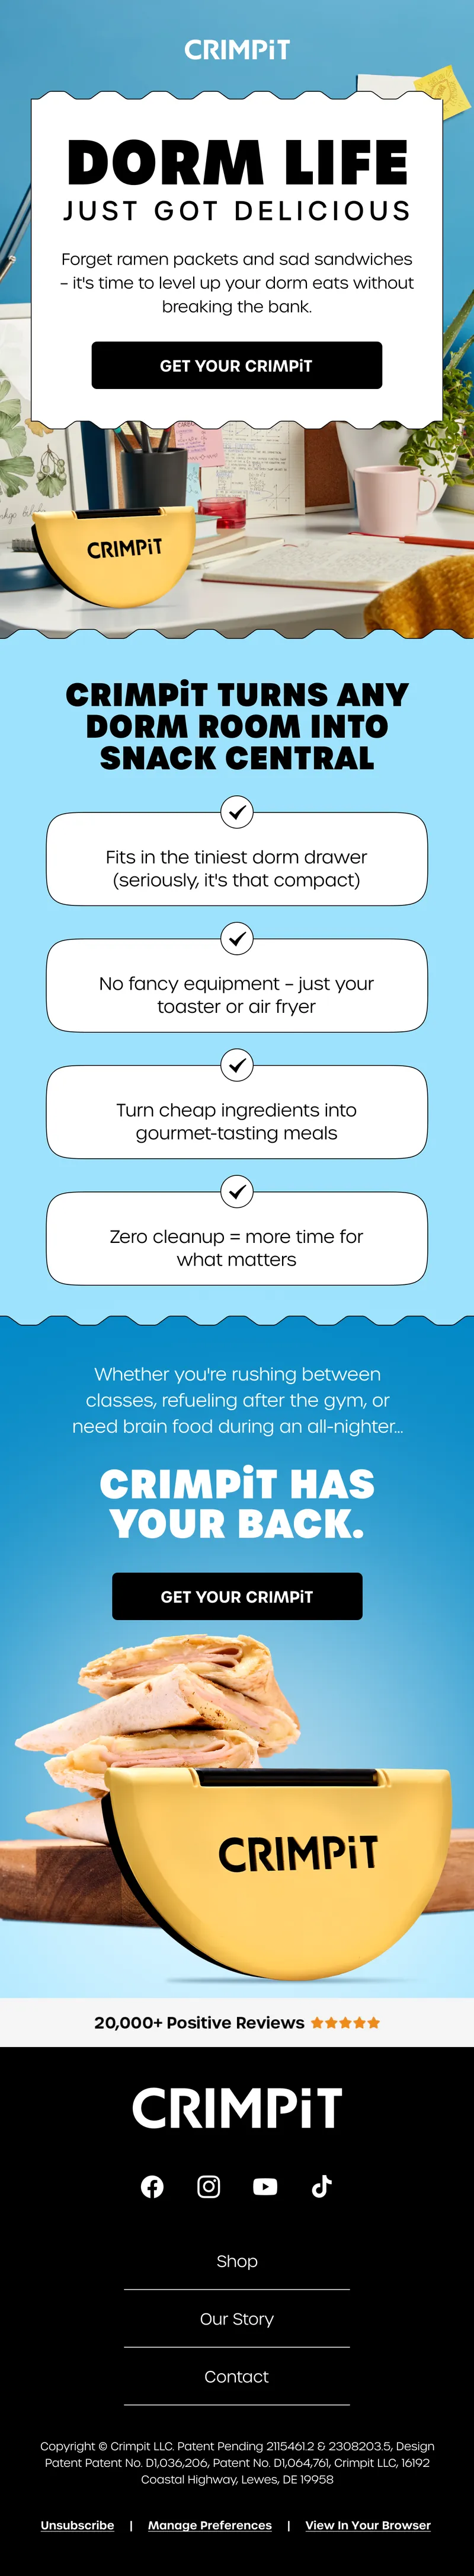 CRIMPiT
DORM LIFE
JUST GOT DELICIOUS
Forget ramen packets and sad sandwiches
– it's time to level up your dorm eats without
breaking the bank.
GET YOUR CRIMPiT
CRIMPiT
CRIMPiT TURNS ANY
DORM ROOM INTO
SNACK CENTRAL
Fits in the tiniest dorm drawer
(seriously, it's that compact)
No fancy equipment – just your
toaster or air fryer
Turn cheap ingredients into
gourmet-tasting meals
Zero cleanup = more time for
what matters
Whether you're rushing between
classes, refueling after the gym, or
need brain food during an all-nighter...
CRIMPiT HAS
YOUR BACK.
GET YOUR CRIMPiT
CRIMPiT
20,000+ Positive Reviews
CRIMPiT
Shop
Our Story
Contact
Copyright © Crimpit LLC. Patent Pending 2115461.2 & 2308203.5, Design
Patent Patent No. D1,036,206, Patent No. D1,064,761, Crimpit LLC, 16192
Coastal Highway, Lewes, DE 19958
Unsubscribe | Manage Preferences | View In Your Browser